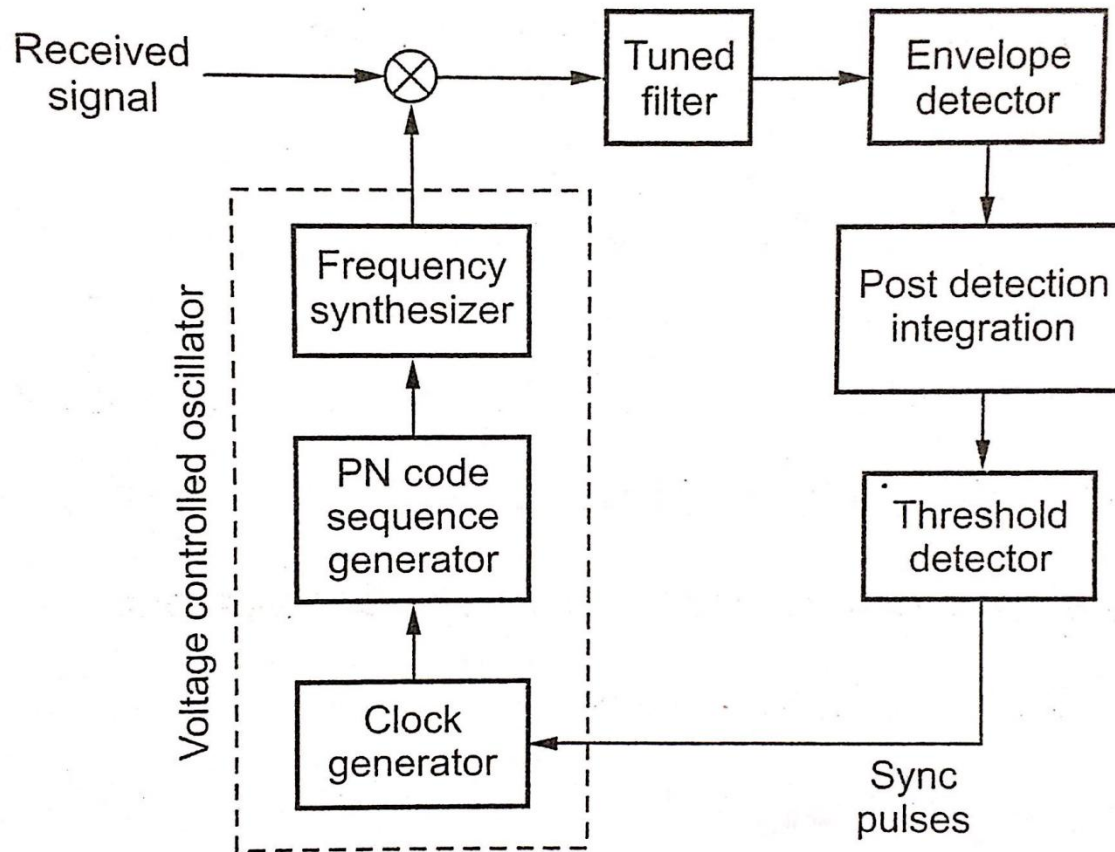 Received
signal
Tuned
filter
Envelope
detector
Frequency
synthesizer
Post detection
integration
PN code
sequence
generator
Threshold
detector
Clock
generator
Sync
pulses
Voltage controlled oscillator